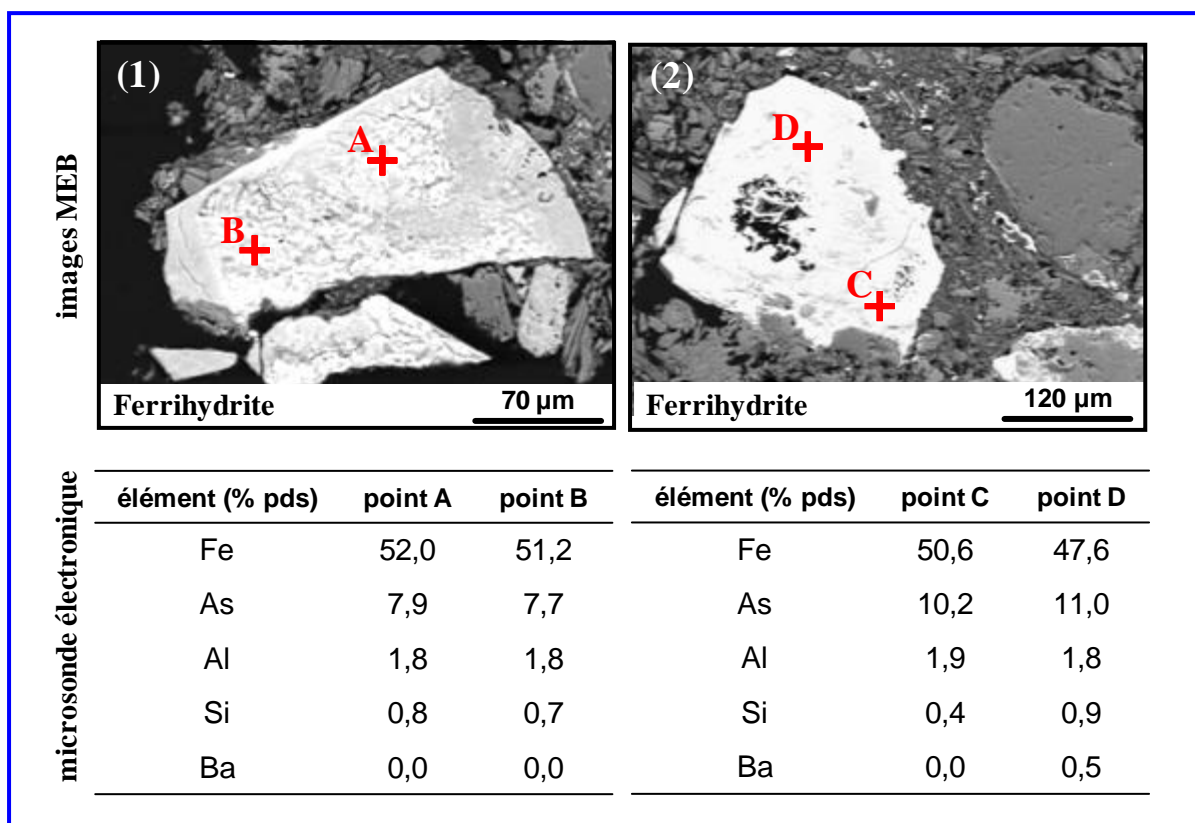 images MEB
(1)
A
B
Ferrihydrite 70 µm
(2)
D
C
Ferrihydrite 120 µm
microsonde électronique
élément (% pds) point A point B
Fe 52,0 51,2
As 7,9 7,7
Al 1,8 1,8
Si 0,8 0,7
Ba 0,0 0,0
élément (% pds) point C point D
Fe 50,6 47,6
As 10,2 11,0
Al 1,9 1,8
Si 0,4 0,9
Ba 0,0 0,5